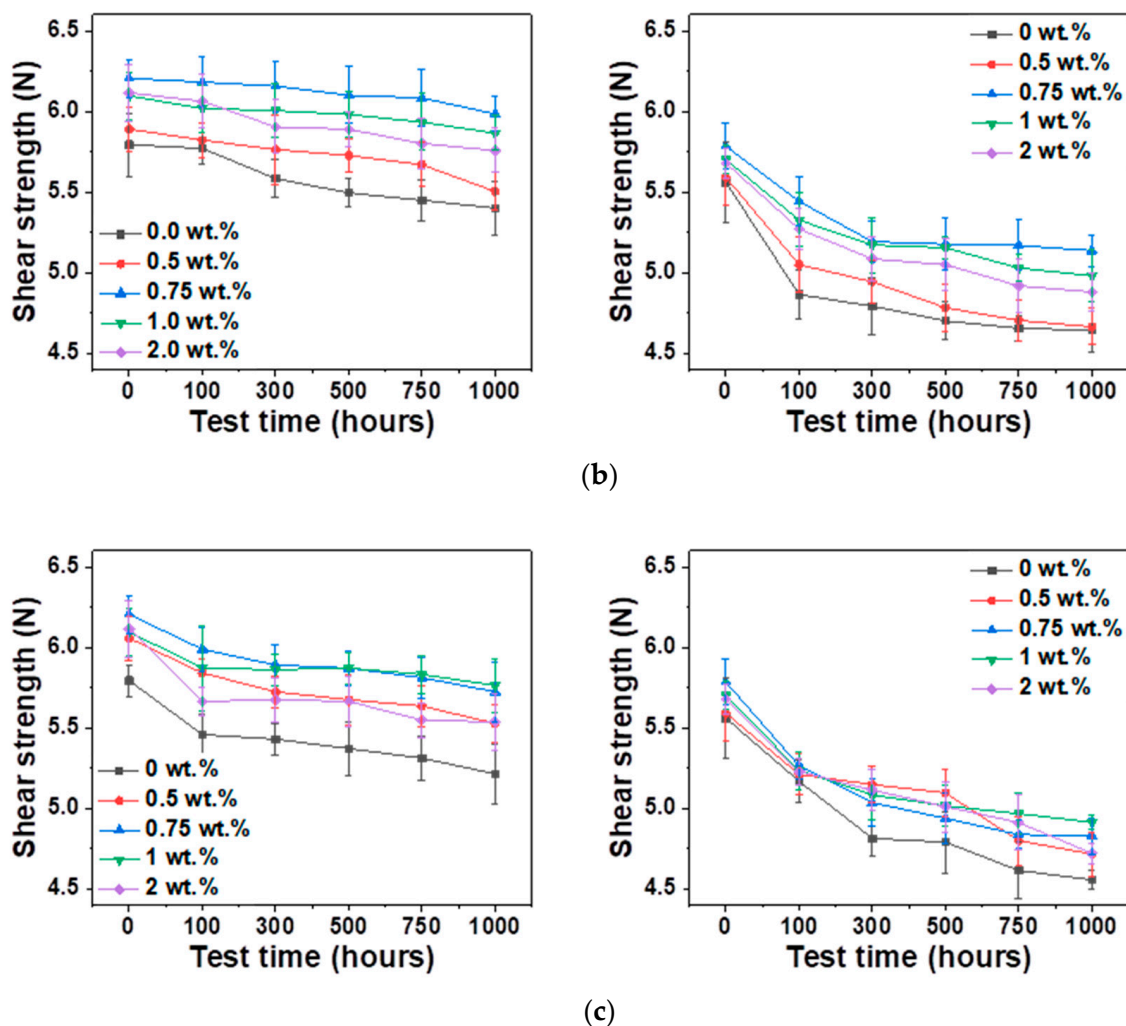 6.5
6.0
5.5
5.0
4.5
Shear strength (N)
0.0 wt.%
0.5 wt.%
0.75 wt.%
1.0 wt.%
2.0 wt.%
0 100 300 500 750 1000
Test time (hours)
6.5
6.0
5.5
5.0
4.5
Shear strength (N)
0 wt.%
0.5 wt.%
0.75 wt.%
1 wt.%
2 wt.%
0 100 300 500 750 1000
Test time (hours)
(b)
6.5
6.0
5.5
5.0
4.5
Shear strength (N)
0 wt.%
0.5 wt.%
0.75 wt.%
1 wt.%
2 wt.%
0 100 300 500 750 1000
Test time (hours)
6.5
6.0
5.5
5.0
4.5
Shear strength (N)
0 wt.%
0.5 wt.%
0.75 wt.%
1 wt.%
2 wt.%
0 100 300 500 750 1000
Test time (hours)
(c)